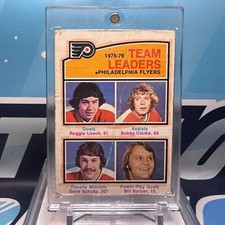 1975-76
TEAM
LEADERS
PHILADELPHIA FLYERS
Goals
Reggie Leach, 61
Assists
Bobby Clarke, 89
Penalty Minutes
Dave Schultz, 307
Power Play Goals
Bill Barber, 15